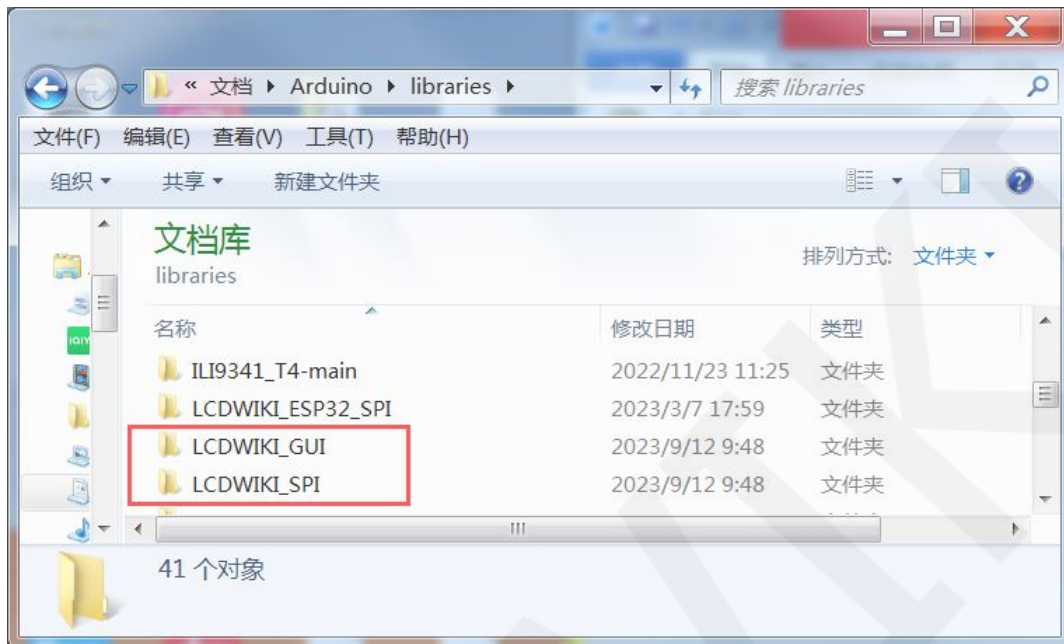 « 文档 ▸ Arduino ▸ libraries ▸ 搜索 libraries
文件(F) 编辑(E) 查看(V) 工具(T) 帮助(H)
组织 共享 新建文件夹
文档库
libraries
排列方式: 文件夹
名称 修改日期 类型
ILI9341_T4-main 2022/11/23 11:25 文件夹
LCDWIKI_ESP32_SPI 2023/3/7 17:59 文件夹
LCDWIKI_GUI 2023/9/12 9:48 文件夹
LCDWIKI_SPI 2023/9/12 9:48 文件夹
41 个对象